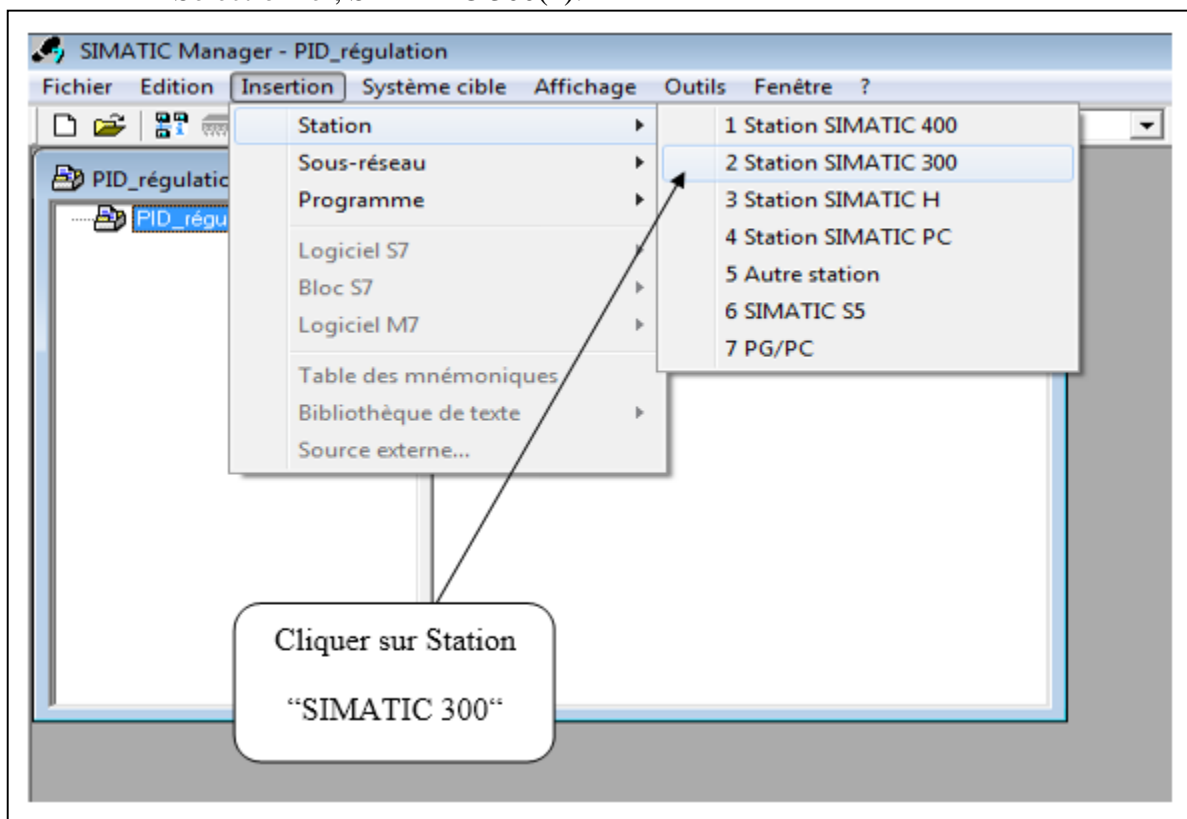 SIMATIC Manager - PID_régulation
Fichier Edition Insertion Système cible Affichage Outils Fenêtre ?
PID_régulatic
PID_régu
Station
Sous-réseau
Programme
Logiciel S7
Bloc S7
Logiciel M7
Table des mnémoniques
Bibliothèque de texte
Source externe...
1 Station SIMATIC 400
2 Station SIMATIC 300
3 Station SIMATIC H
4 Station SIMATIC PC
5 Autre station
6 SIMATIC S5
7 PG/PC
Cliquer sur Station
“SIMATIC 300“